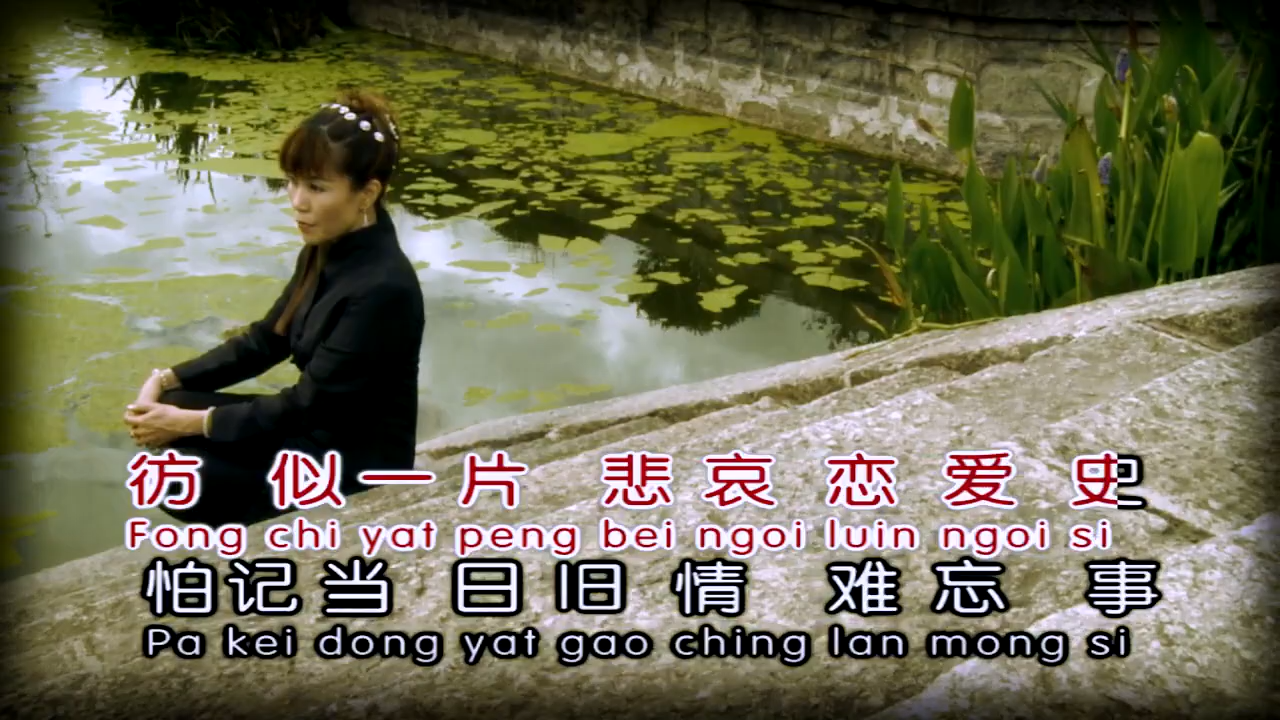 彷 似一片 悲哀 恋爱 史
Fong chi yat peng bei ngoi luin ngoi si
怕记当 日旧 情 难忘 事
Pa kei dong yat gao ching lan mong si